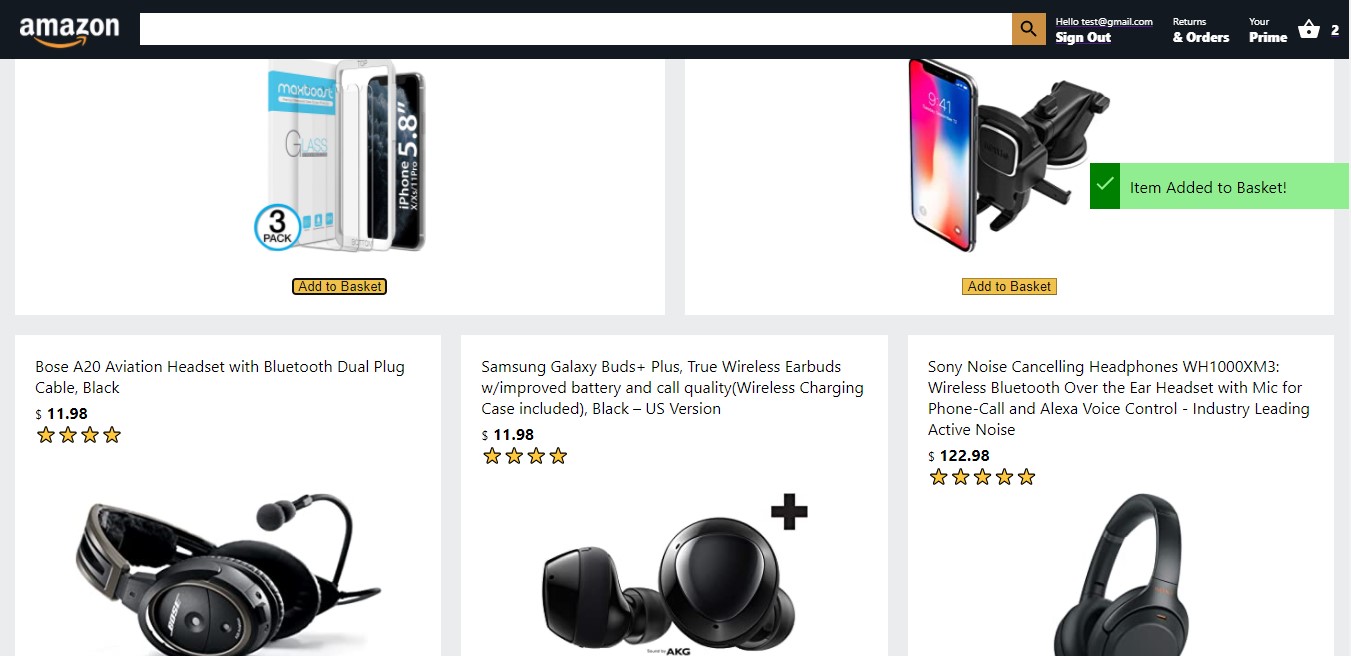 amazon
Hello test@gmail.com
Sign Out
Returns
& Orders
Your
Prime
2
TOP
maxboost
GLASS
iPhone 5.8"
X/Xs/11Pro
3
PACK
BOTTOM
9:41
Item Added to Basket!
Add to Basket
Add to Basket
Bose A20 Aviation Headset with Bluetooth Dual Plug
Cable, Black
$ 11.98
Samsung Galaxy Buds+ Plus, True Wireless Earbuds
w/improved battery and call quality(Wireless Charging
Case included), Black – US Version
$ 11.98
Sony Noise Cancelling Headphones WH1000XM3:
Wireless Bluetooth Over the Ear Headset with Mic for
Phone-Call and Alexa Voice Control - Industry Leading
Active Noise
$ 122.98
BOSE
Sound by AKG